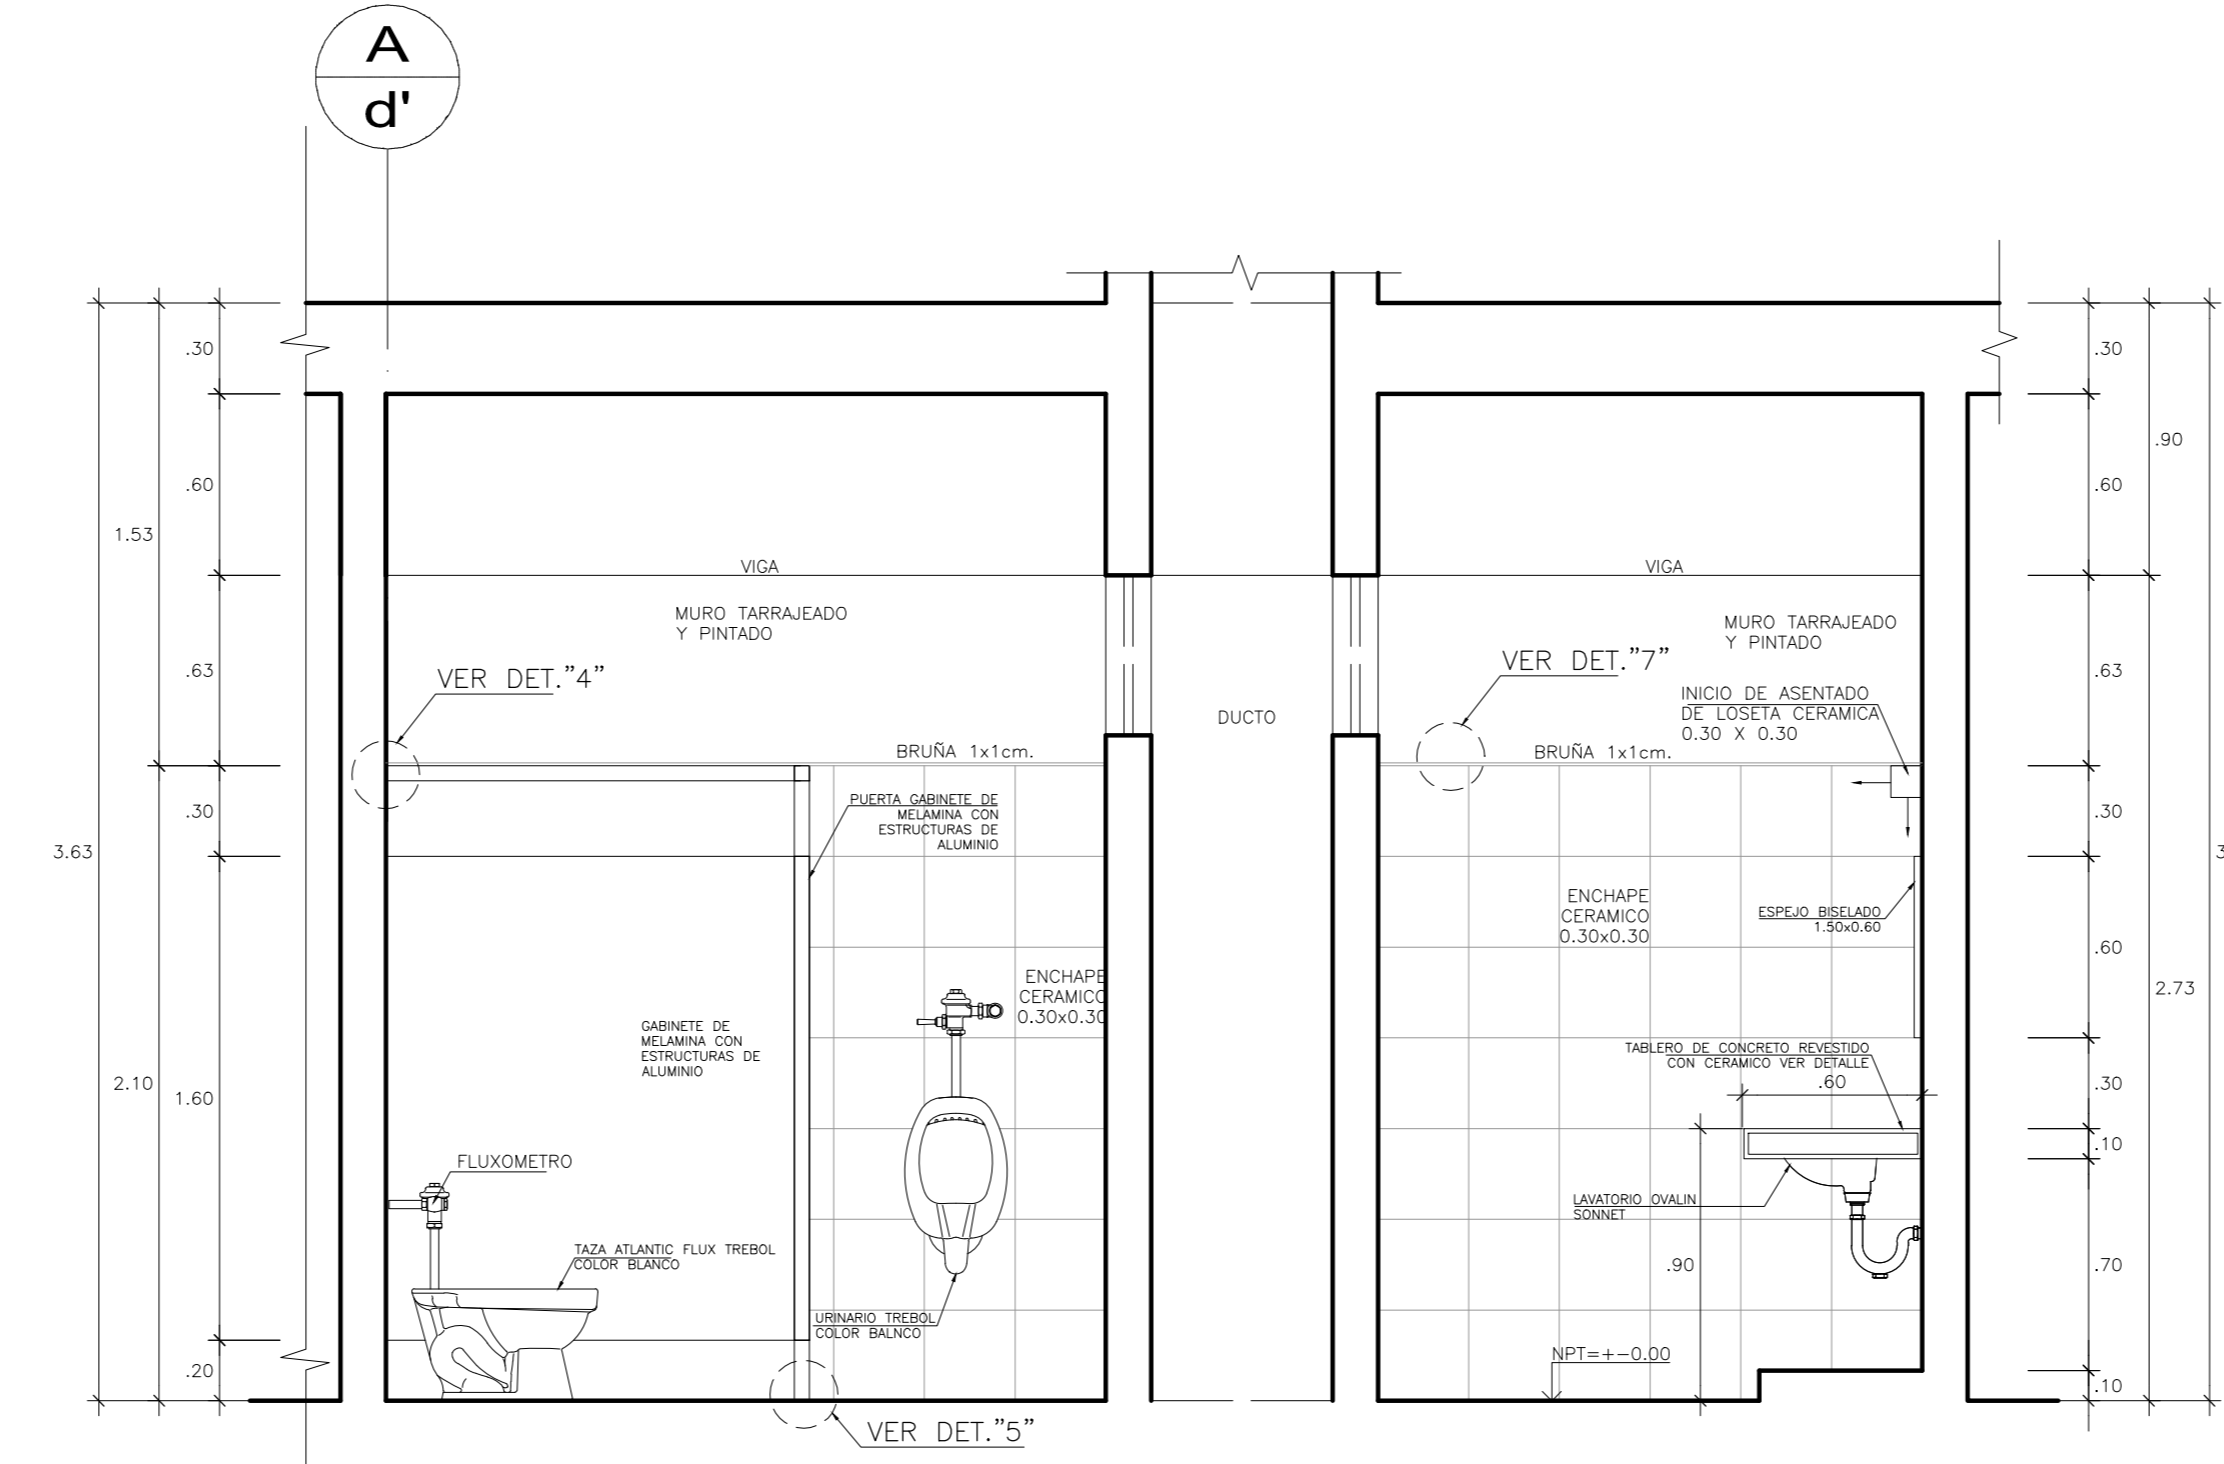 A
d'
.30
.60
1.53
.63
.30
3.63
2.10
1.60
.20
VIGA
MURO TARRAJEADO
Y PINTADO
VER DET."4"
BRUÑA 1x1cm.
PUERTA GABINETE DE
MELAMINA CON
ESTRUCTURAS DE
ALUMINIO
ENCHAPE
CERAMICO
0.30x0.30
GABINETE DE
MELAMINA CON
ESTRUCTURAS DE
ALUMINIO
FLUXOMETRO
TAZA ATLANTIC FLUX TREBOL
COLOR BLANCO
URINARIO TREBOL
COLOR BALNCO
VER DET."5"
DUCTO
VIGA
MURO TARRAJEADO
Y PINTADO
VER DET."7"
INICIO DE ASENTADO
DE LOSETA CERAMICA
0.30 X 0.30
BRUÑA 1x1cm.
ENCHAPE
CERAMICO
0.30x0.30
ESPEJO BISELADO
1.50x0.60
TABLERO DE CONCRETO REVESTIDO
CON CERAMICO VER DETALLE
.60
LAVATORIO OVALIN
SONNET
.90
NPT=+-0.00
.30
.90
.60
.63
.30
3
.60
2.73
.30
.10
.70
.10